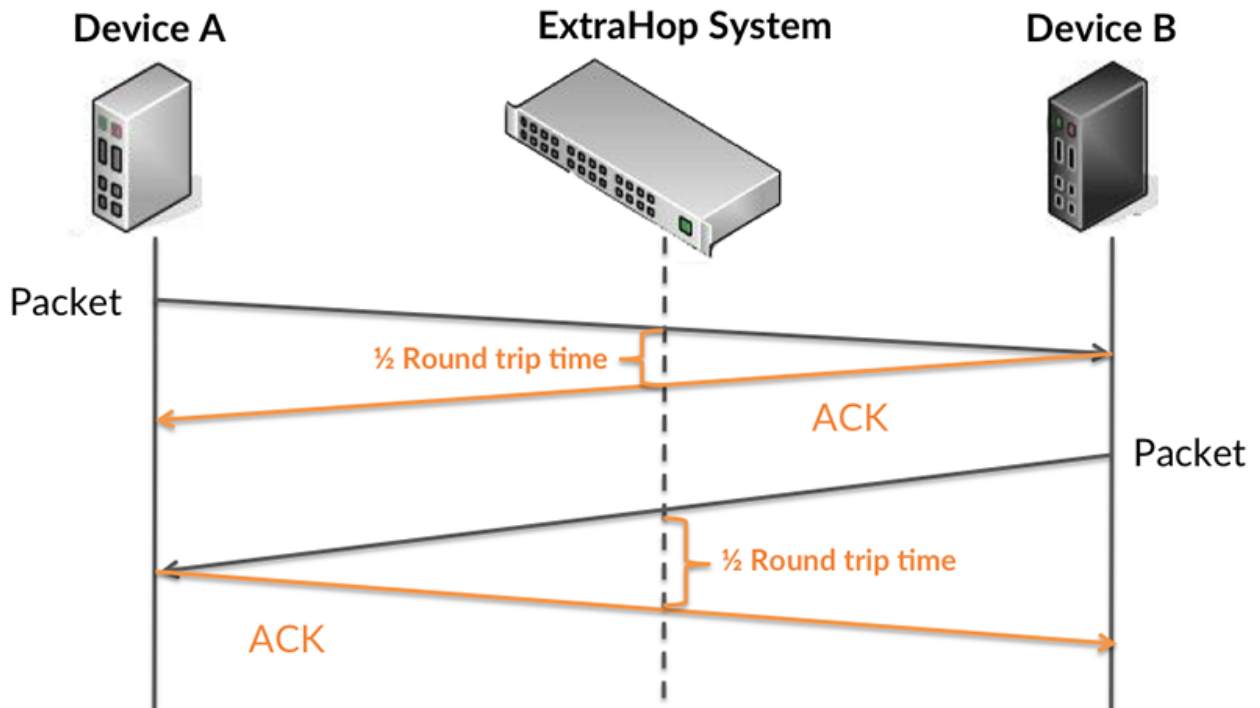 Device A
ExtraHop System
Device B
Packet
½ Round trip time
ACK
Packet
½ Round trip time
ACK